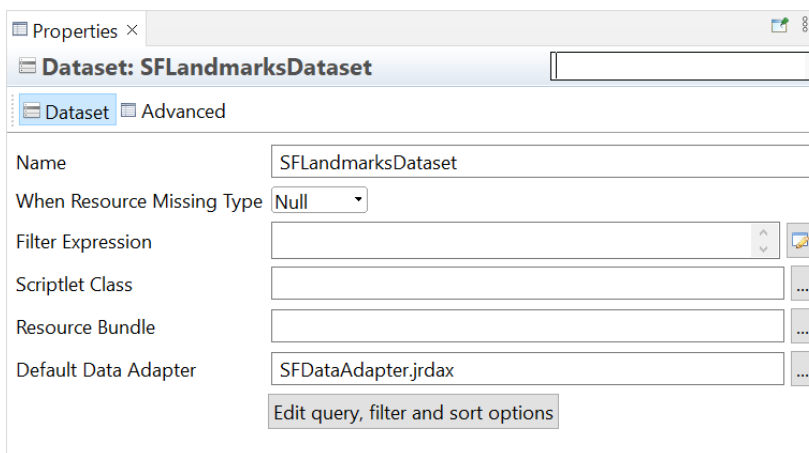 Properties
Dataset: SFLandmarksDataset
Dataset Advanced
Name SFLandmarksDataset
When Resource Missing Type Null
Filter Expression
Scriptlet Class ...
Resource Bundle ...
Default Data Adapter SFDataAdapter.jrdax ...
Edit query, filter and sort options